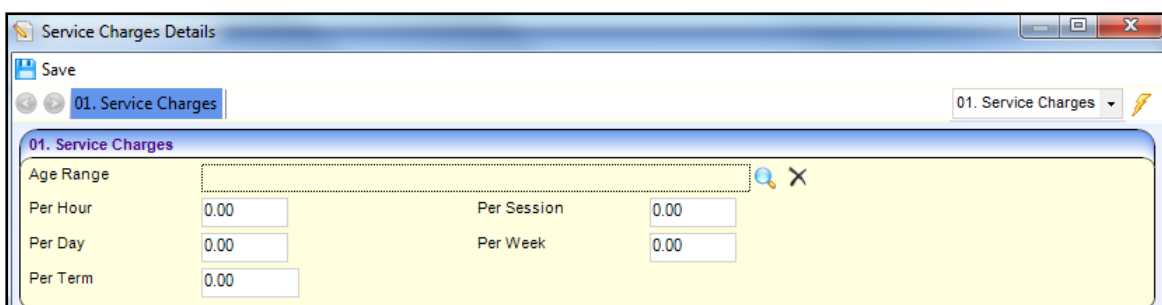 Service Charges Details
Save
01. Service Charges 01. Service Charges
01. Service Charges
Age Range
Per Hour 0.00 Per Session 0.00
Per Day 0.00 Per Week 0.00
Per Term 0.00